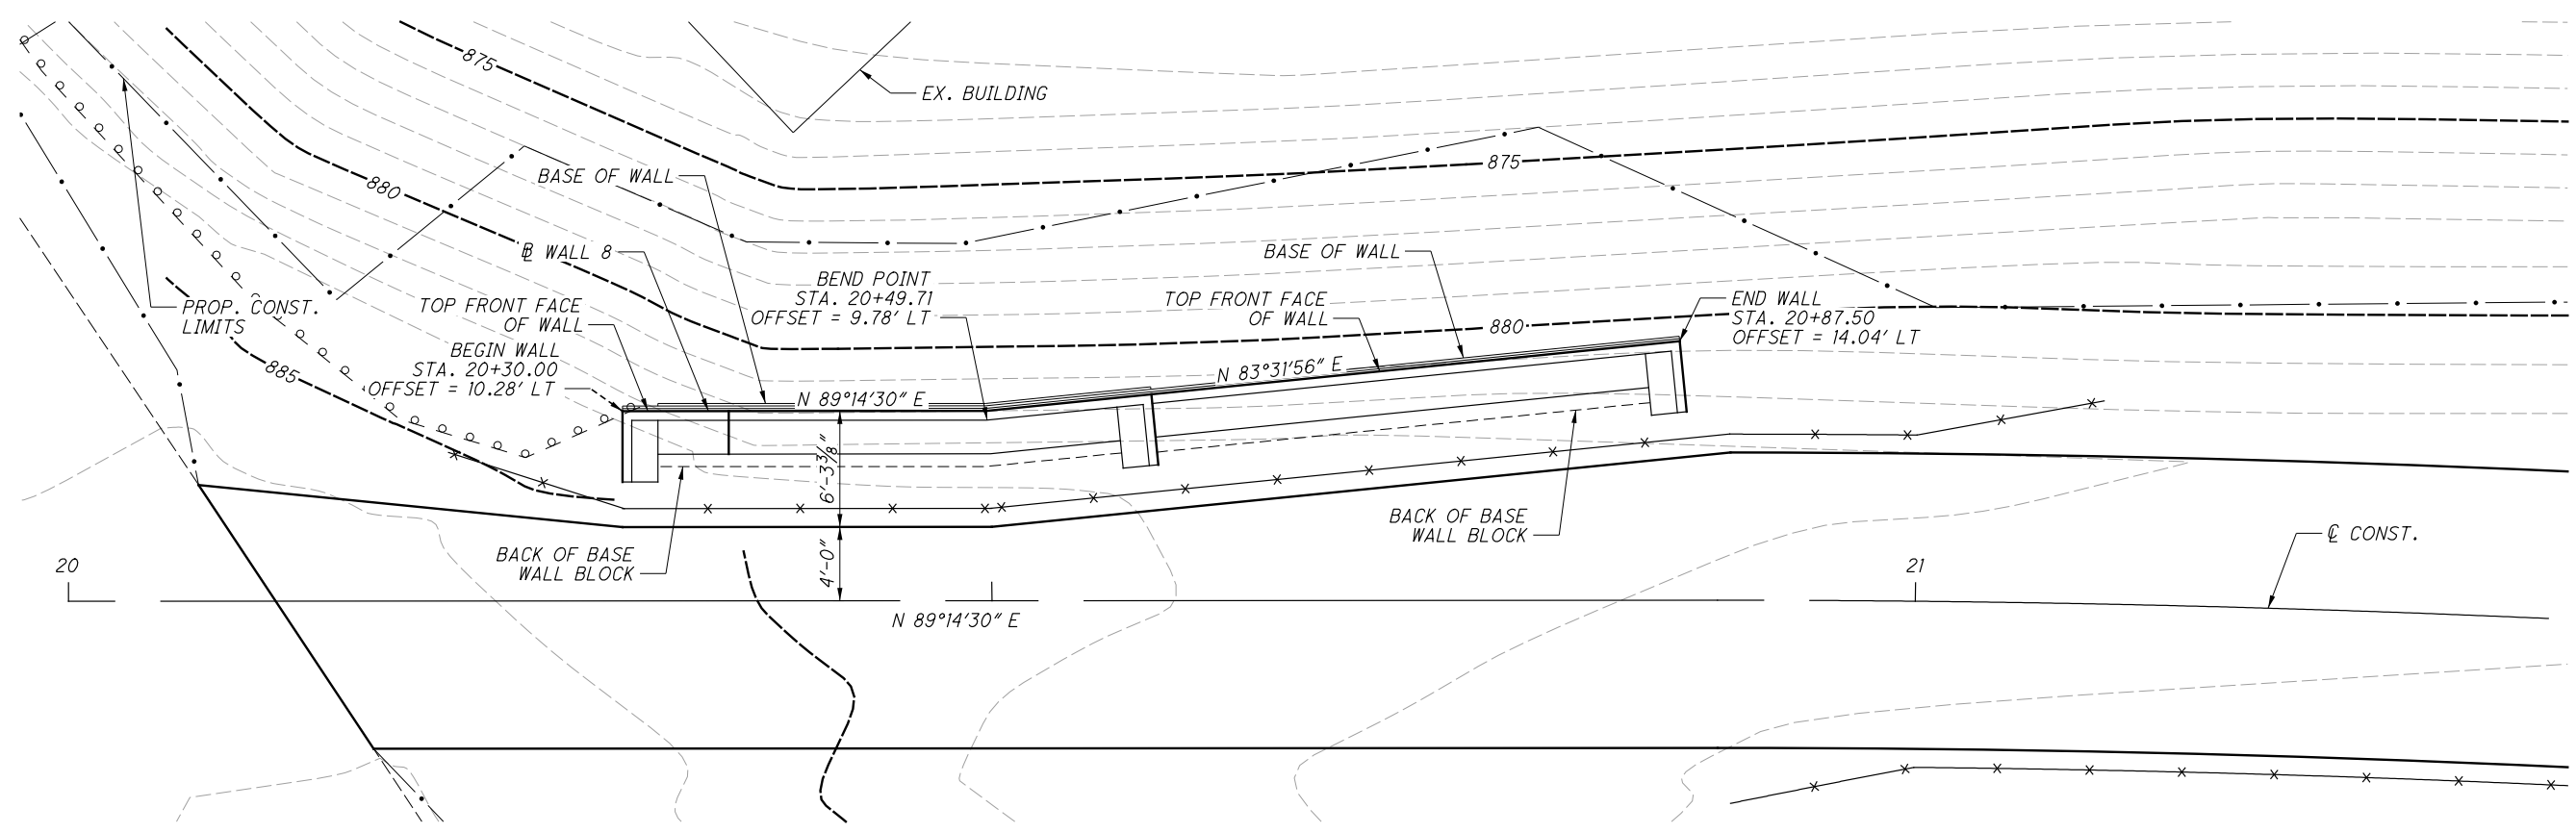 875
EX. BUILDING
875
880
BASE OF WALL
℄ WALL 8
BASE OF WALL
BEND POINT
STA. 20+49.71
OFFSET = 9.78' LT
PROP. CONST.
LIMITS
TOP FRONT FACE
OF WALL
TOP FRONT FACE
OF WALL
END WALL
STA. 20+87.50
OFFSET = 14.04' LT
880
BEGIN WALL
STA. 20+30.00
OFFSET = 10.28' LT
885
N 89°14'30" E
N 83°31'56" E
6'-3⅜"
4'-0"
BACK OF BASE
WALL BLOCK
BACK OF BASE
WALL BLOCK
℄ CONST.
20
21
N 89°14'30" E